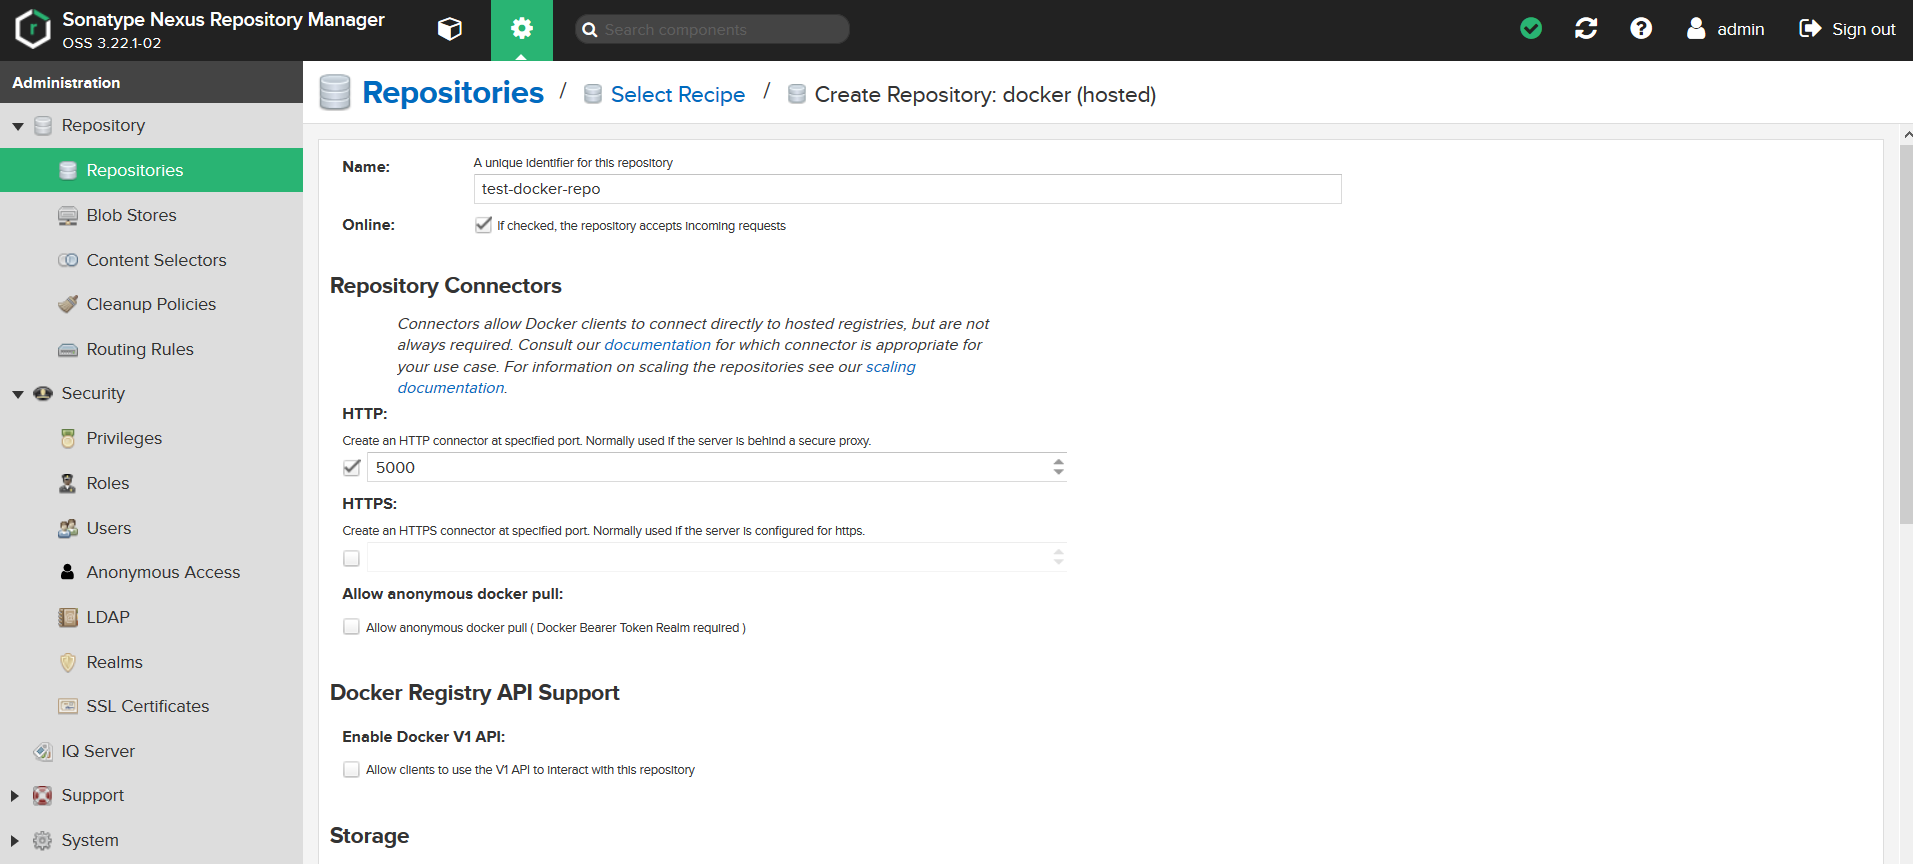 Sonatype Nexus Repository Manager
OSS 3.22.1-02
Search components
admin
Sign out
Administration
Repository
Repositories
Blob Stores
Content Selectors
Cleanup Policies
Routing Rules
Security
Privileges
Roles
Users
Anonymous Access
LDAP
Realms
SSL Certificates
IQ Server
Support
System
Repositories / Select Recipe / Create Repository: docker (hosted)
Name:
A unique identifier for this repository
test-docker-repo
Online:
If checked, the repository accepts incoming requests
Repository Connectors
Connectors allow Docker clients to connect directly to hosted registries, but are not
always required. Consult our documentation for which connector is appropriate for
your use case. For information on scaling the repositories see our scaling
documentation.
HTTP:
Create an HTTP connector at specified port. Normally used if the server is behind a secure proxy.
5000
HTTPS:
Create an HTTPS connector at specified port. Normally used if the server is configured for https.
Allow anonymous docker pull:
Allow anonymous docker pull ( Docker Bearer Token Realm required )
Docker Registry API Support
Enable Docker V1 API:
Allow clients to use the V1 API to interact with this repository
Storage